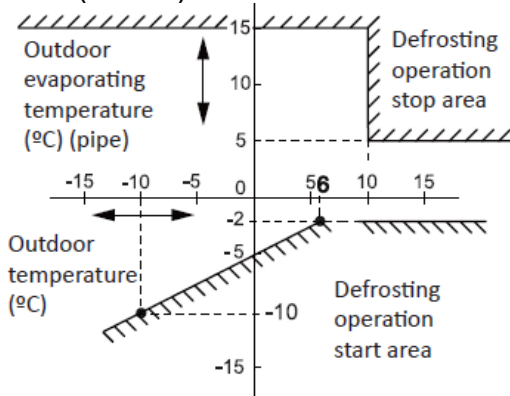 Outdoor
evaporating
temperature
(ºC) (pipe)
Defrosting
operation
stop area
15
10
5
-15
-10
-5
0
5
6
10
15
-2
-5
-10
-15
Outdoor
temperature
(ºC)
Defrosting
operation
start area